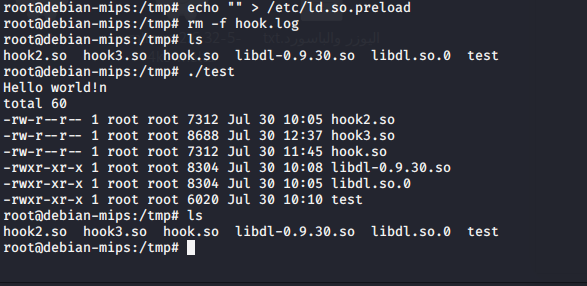 root@debian-mips:/tmp# echo "" > /etc/ld.so.preload
root@debian-mips:/tmp# rm -f hook.log
root@debian-mips:/tmp# ls
hook2.so  hook3.so  hook.so  libdl-0.9.30.so  libdl.so.0  test
root@debian-mips:/tmp# ./test
Hello world!n
total 60
-rw-r--r-- 1 root root 7312 Jul 30 10:05 hook2.so
-rw-r--r-- 1 root root 8688 Jul 30 12:37 hook3.so
-rw-r--r-- 1 root root 7312 Jul 30 11:45 hook.so
-rwxr-xr-x 1 root root 8304 Jul 30 10:08 libdl-0.9.30.so
-rwxr-xr-x 1 root root 8304 Jul 30 10:05 libdl.so.0
-rwxr-xr-x 1 root root 6020 Jul 30 10:10 test
root@debian-mips:/tmp# ls
hook2.so  hook3.so  hook.so  libdl-0.9.30.so  libdl.so.0  test
root@debian-mips:/tmp#